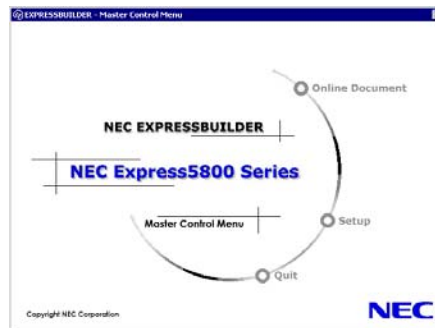 EXPRESSBUILDER - Master Control Menu
Online Document
NEC EXPRESSBUILDER
NEC Express5800 Series
Master Control Menu
Setup
Quit
Copyright NEC Corporation
NEC